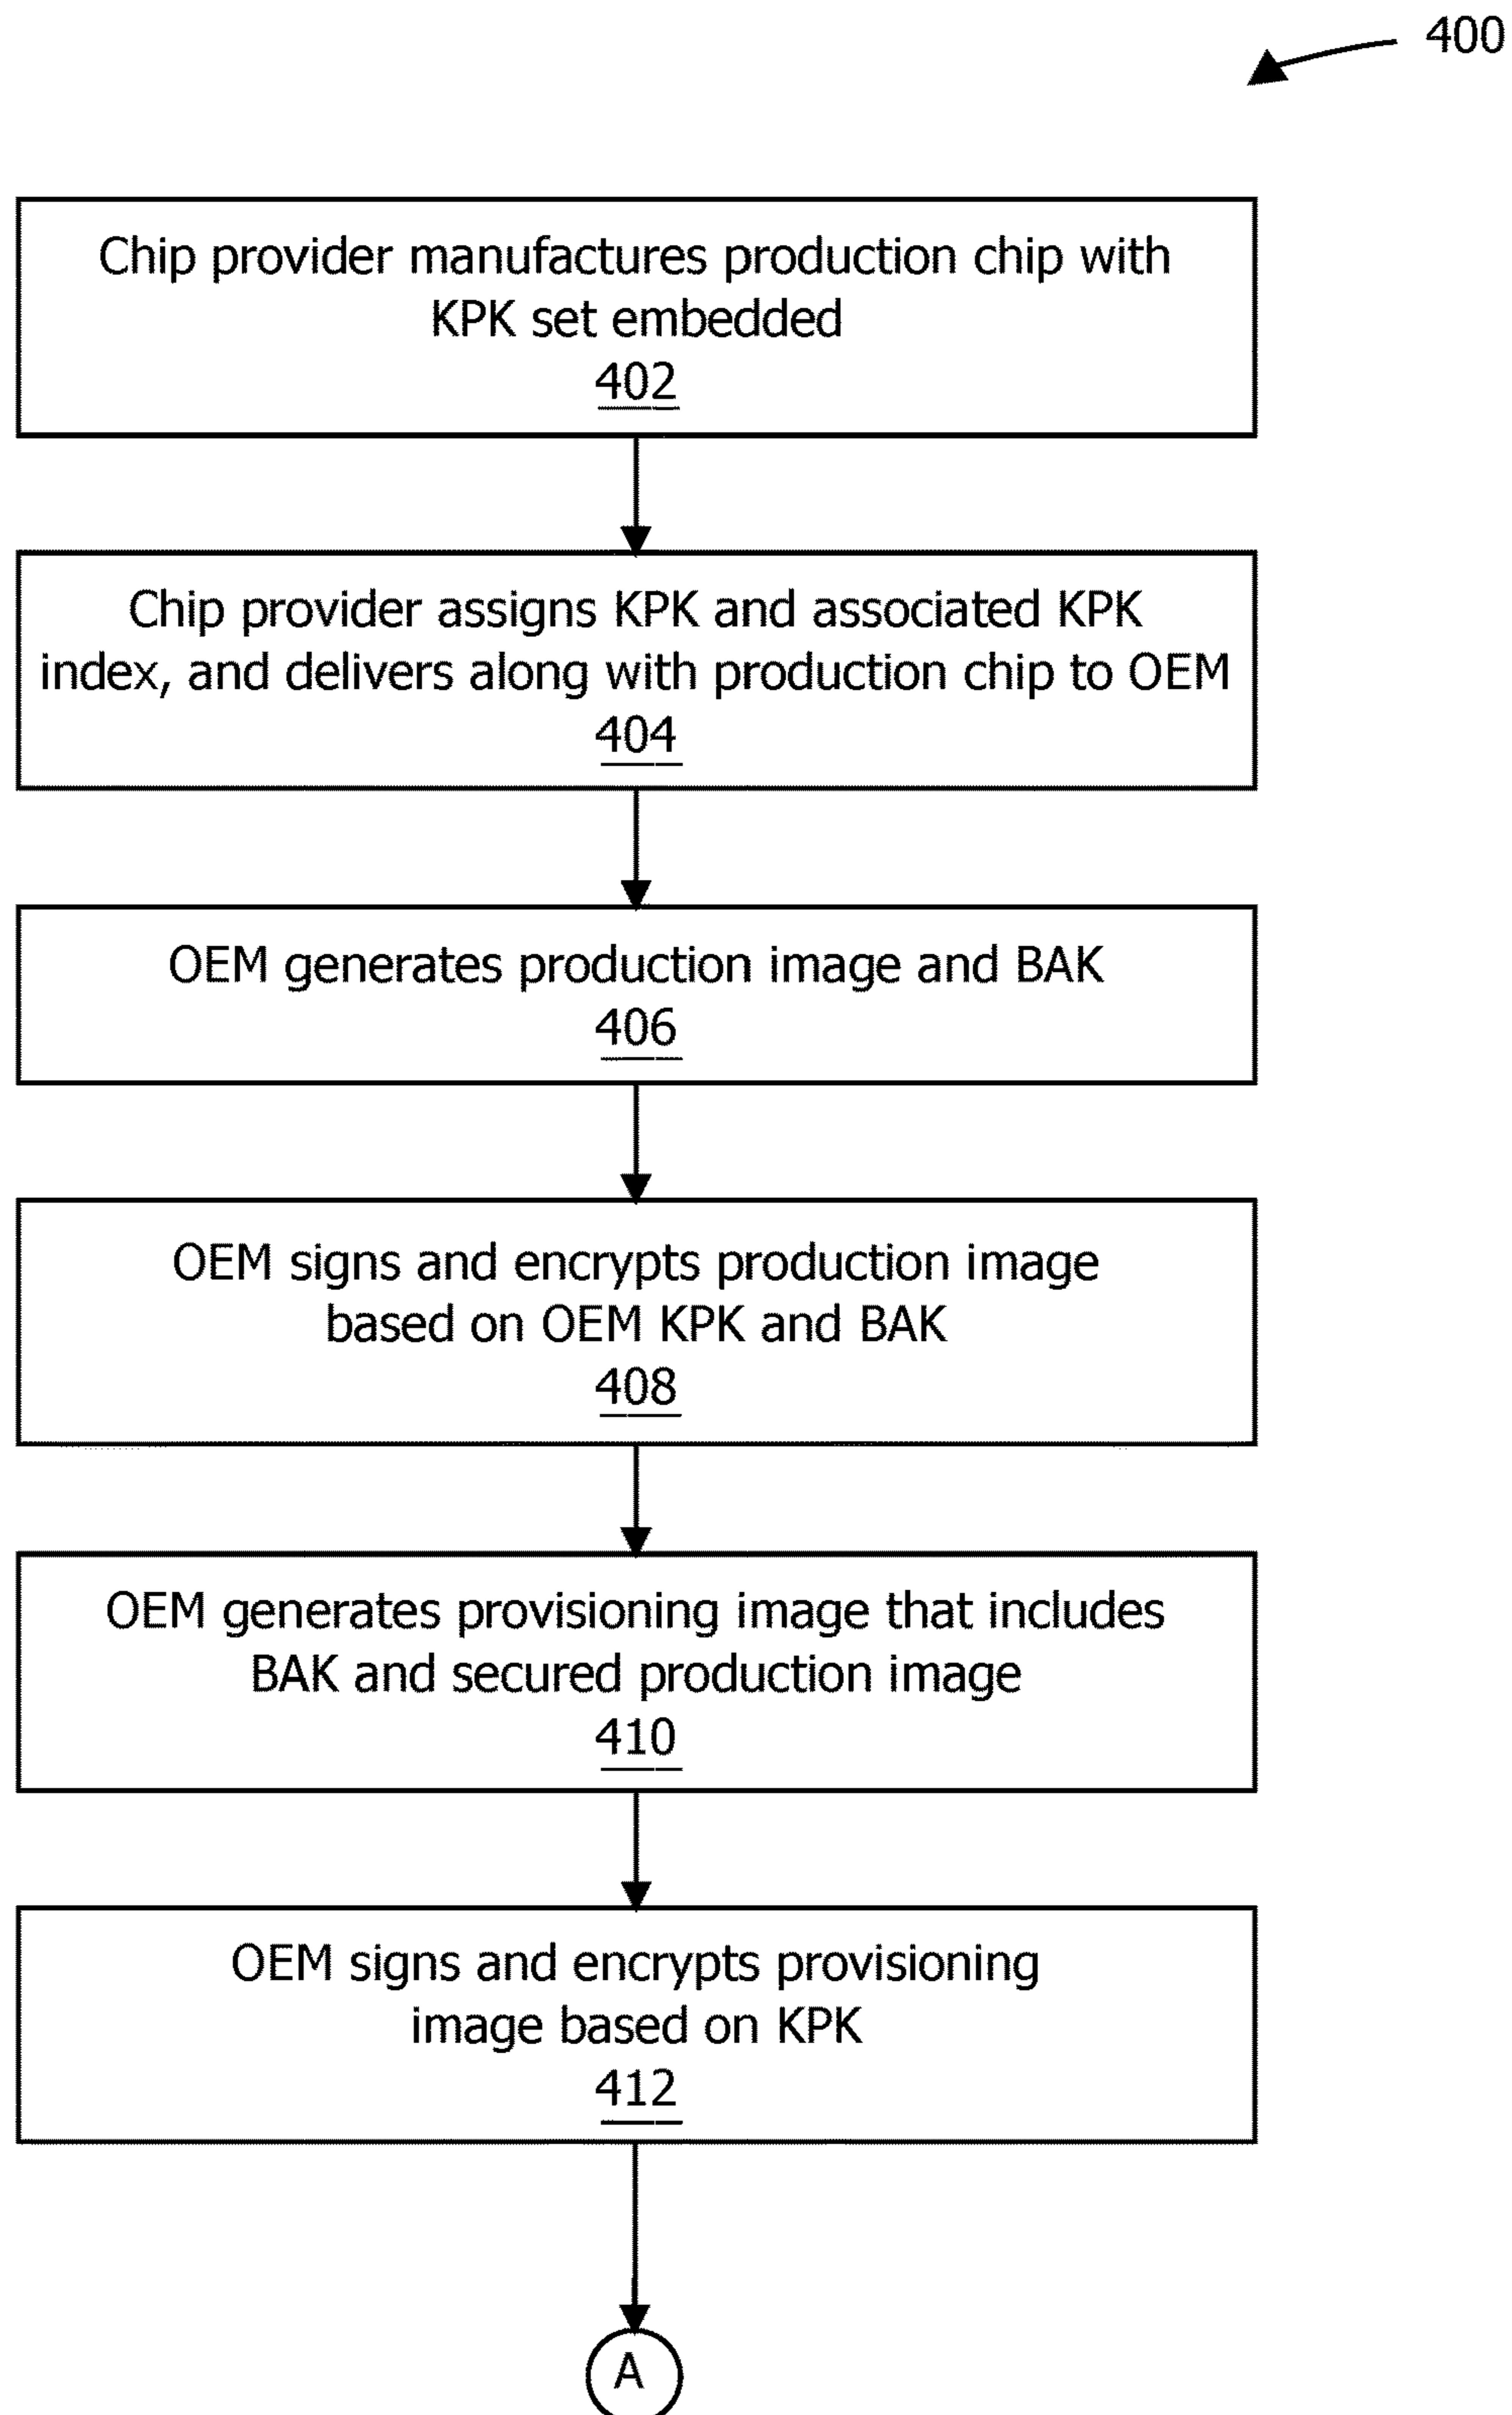 400
Chip provider manufactures production chip with
KPK set embedded
402
Chip provider assigns KPK and associated KPK
index, and delivers along with production chip to OEM
404
OEM generates production image and BAK
406
OEM signs and encrypts production image
based on OEM KPK and BAK
408
OEM generates provisioning image that includes
BAK and secured production image
410
OEM signs and encrypts provisioning
image based on KPK
412
A